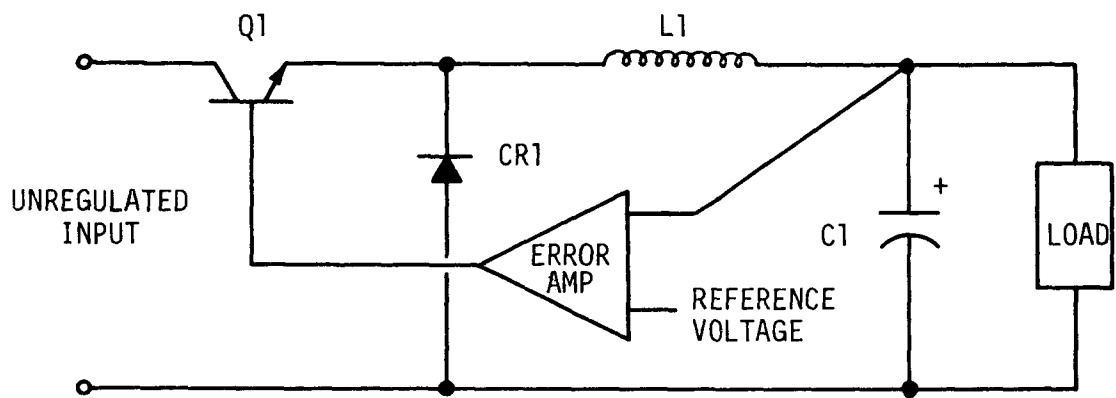 Q1
L1
CR1
UNREGULATED
INPUT
+
C1
LOAD
ERROR
AMP
REFERENCE
VOLTAGE